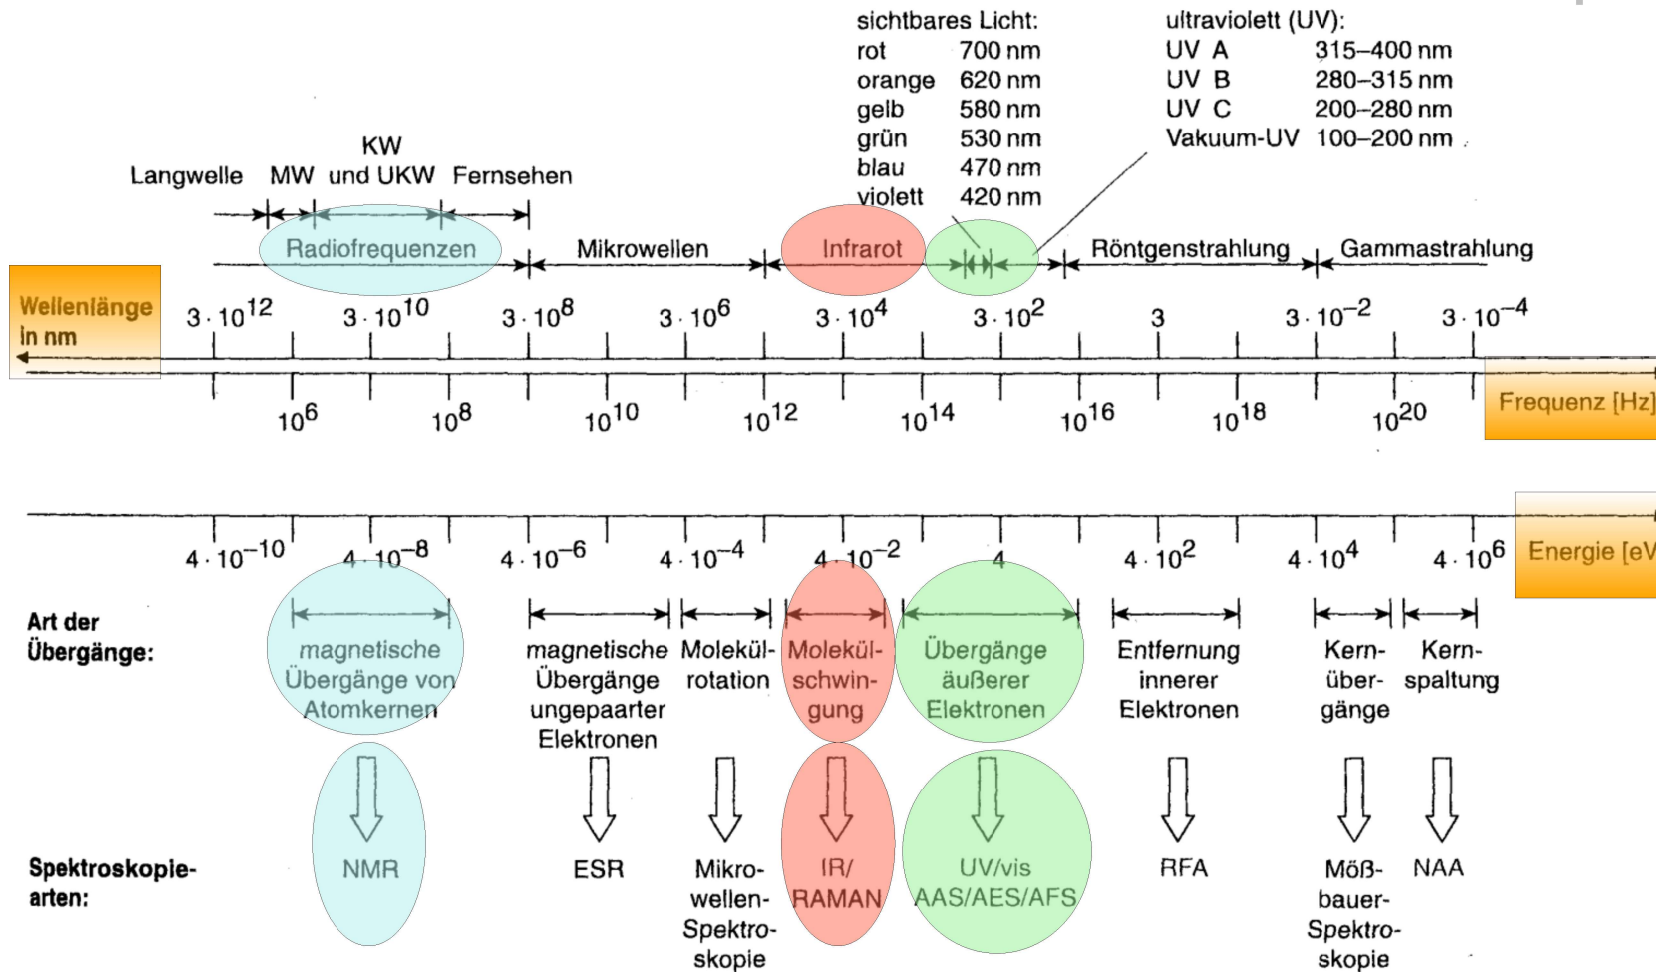 sichtbares Licht:
rot 700 nm
orange 620 nm
gelb 580 nm
grün 530 nm
blau 470 nm
violett 420 nm
ultraviolett (UV):
UV A 315–400 nm
UV B 280–315 nm
UV C 200–280 nm
Vakuum-UV 100–200 nm
KW
Langwelle MW und UKW Fernsehen
Radiofrequenzen Mikrowellen Infrarot Röntgenstrahlung Gammastrahlung
Wellenlänge
in nm
3·10¹² 3·10¹⁰ 3·10⁸ 3·10⁶ 3·10⁴ 3·10² 3 3·10⁻² 3·10⁻⁴
10⁶ 10⁸ 10¹⁰ 10¹² 10¹⁴ 10¹⁶ 10¹⁸ 10²⁰
Frequenz [Hz]
4·10⁻¹⁰ 4·10⁻⁸ 4·10⁻⁶ 4·10⁻⁴ 4·10⁻² 4 4·10² 4·10⁴ 4·10⁶
Energie [eV
Art der
Übergänge:
magnetische
Übergänge von
Atomkernen
magnetische
Übergänge
ungepaarter
Elektronen
Molekül-
rotation
Molekül-
schwin-
gung
Übergänge
äußerer
Elektronen
Entfernung
innerer
Elektronen
Kern-
über-
gänge
Kern-
spaltung
Spektroskopie-
arten:
NMR
ESR
Mikro-
wellen-
Spektro-
skopie
IR/
RAMAN
UV/vis
AAS/AES/AFS
RFA
Möß-
bauer-
Spektro-
skopie
NAA